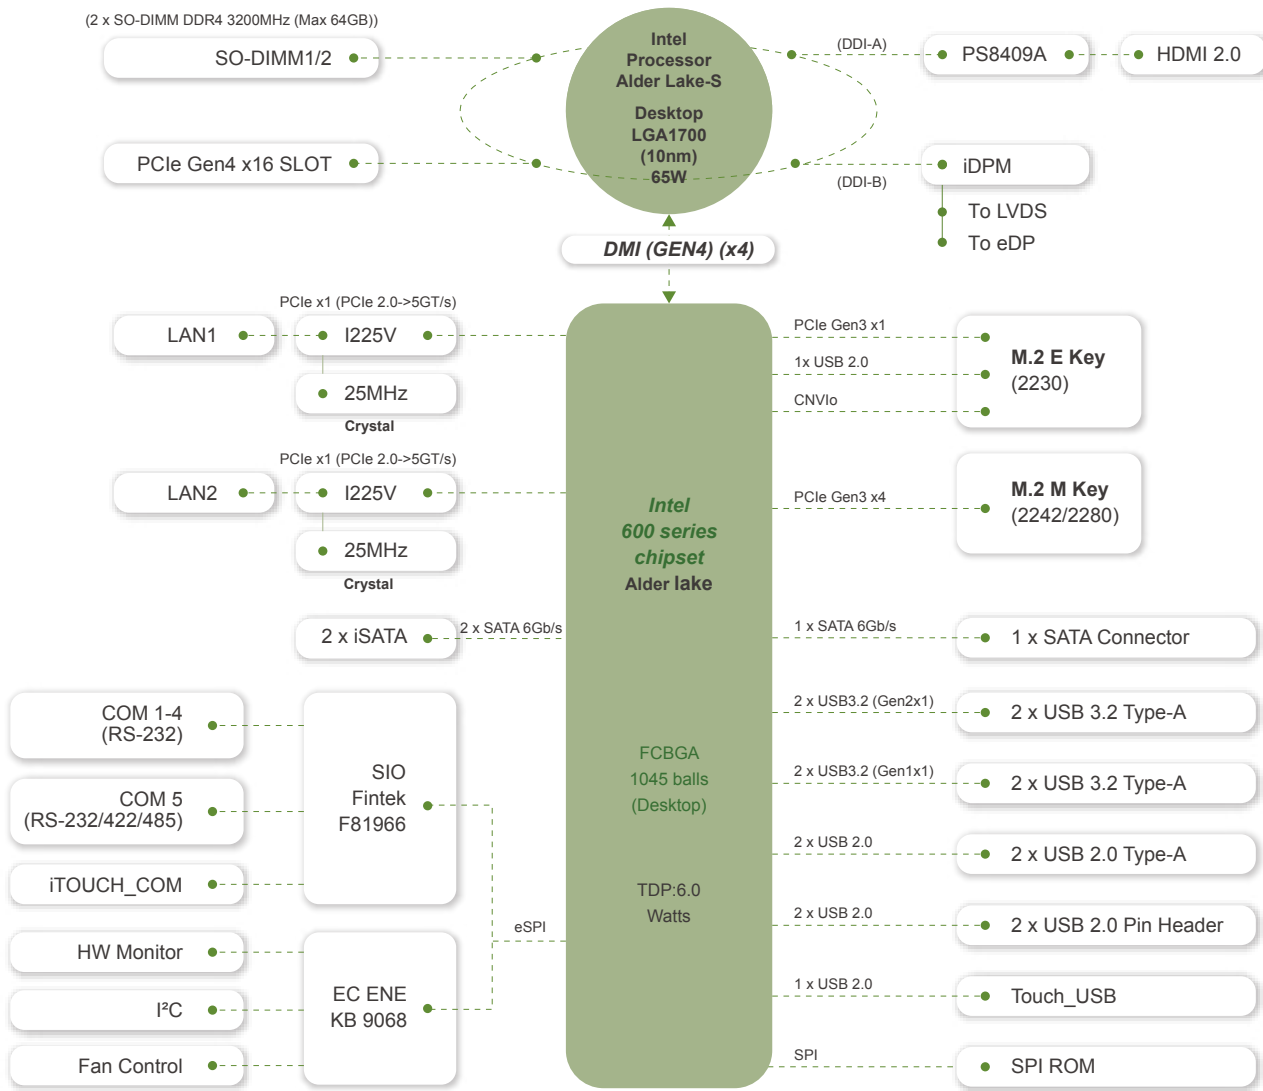 (2 x SO-DIMM DDR4 3200MHz (Max 64GB))
SO-DIMM1/2
PCIe Gen4 x16 SLOT
Intel
Processor
Alder Lake-S
Desktop
LGA1700
(10nm)
65W
(DDI-A)
PS8409A
HDMI 2.0
(DDI-B)
iDPM
To LVDS
To eDP
DMI (GEN4) (x4)
PCIe x1 (PCIe 2.0->5GT/s)
LAN1
I225V
25MHz
Crystal
PCIe x1 (PCIe 2.0->5GT/s)
LAN2
I225V
25MHz
Crystal
2 x iSATA
2 x SATA 6Gb/s
COM 1-4
(RS-232)
COM 5
(RS-232/422/485)
iTOUCH_COM
SIO
Fintek
F81966
HW Monitor
I²C
Fan Control
EC ENE
KB 9068
eSPI
Intel
600 series
chipset
Alder lake
FCBGA
1045 balls
(Desktop)
TDP:6.0
Watts
PCIe Gen3 x1
1x USB 2.0
CNVIo
M.2 E Key
(2230)
PCIe Gen3 x4
M.2 M Key
(2242/2280)
1 x SATA 6Gb/s
1 x SATA Connector
2 x USB3.2 (Gen2x1)
2 x USB 3.2 Type-A
2 x USB3.2 (Gen1x1)
2 x USB 3.2 Type-A
2 x USB 2.0
2 x USB 2.0 Type-A
2 x USB 2.0
2 x USB 2.0 Pin Header
1 x USB 2.0
Touch_USB
SPI
SPI ROM